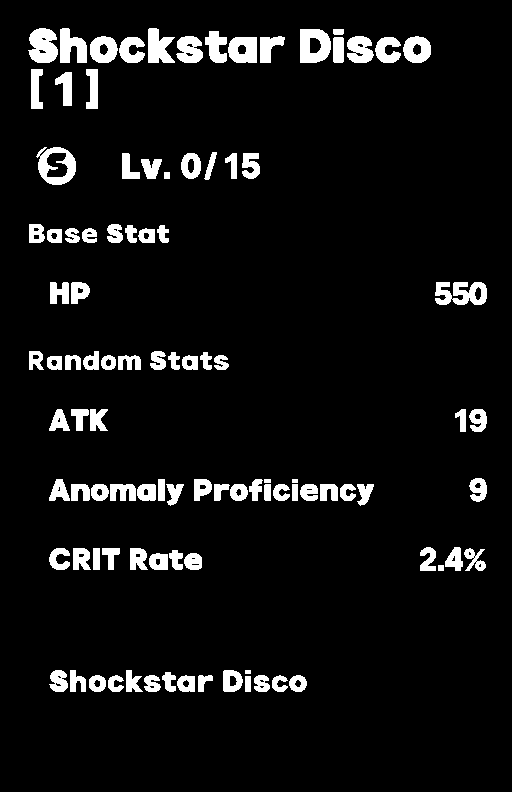 Shockstar Disco
[1]
S Lv. 0/15
Base Stat
HP 550
Random Stats
ATK 19
Anomaly Proficiency 9
CRIT Rate 2.4%
Shockstar Disco